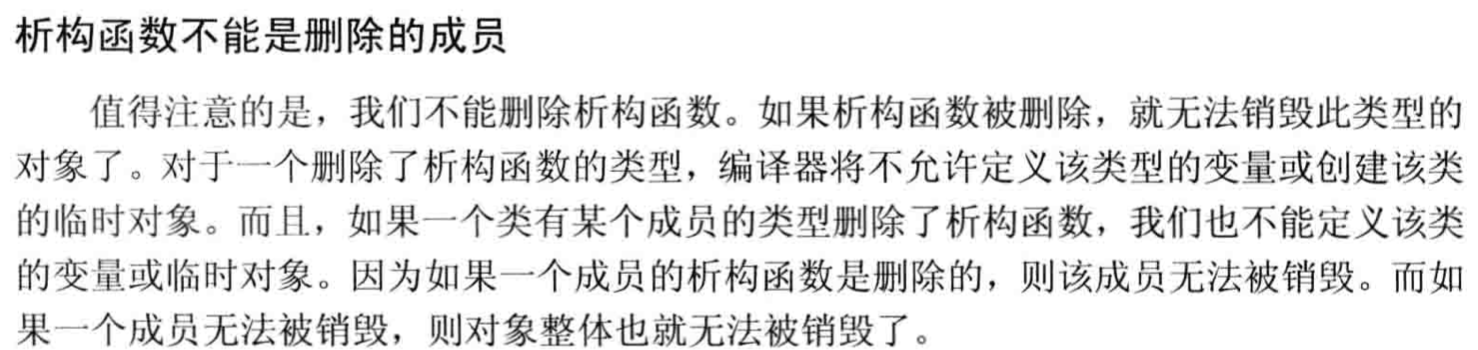 析构函数不能是删除的成员
值得注意的是，我们不能删除析构函数。如果析构函数被删除，就无法销毁此类型的
对象了。对于一个删除了析构函数的类型，编译器将不允许定义该类型的变量或创建该类
的临时对象。而且，如果一个类有某个成员的类型删除了析构函数，我们也不能定义该类
的变量或临时对象。因为如果一个成员的析构函数是删除的，则该成员无法被销毁。而如
果一个成员无法被销毁，则对象整体也就无法被销毁了。